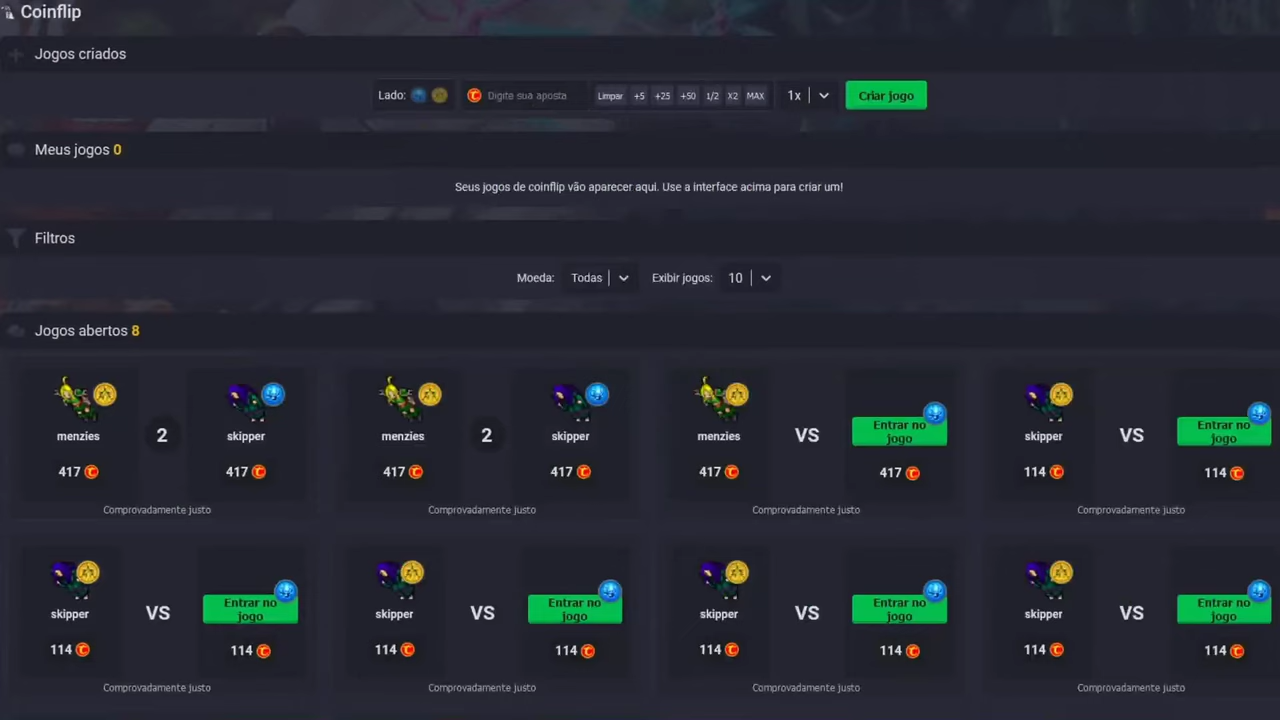 Coinflip
Jogos criados
Lado: Digite sua aposta Limpar +5 +25 +50 1/2 X2 MAX 1x Criar jogo
Meus jogos 0
Seus jogos de coinflip vão aparecer aqui. Use a interface acima para criar um!
Filtros
Moeda: Todas Exibir jogos: 10
Jogos abertos 8
menzies 2 skipper
417 417
Comprovadamente justo
menzies 2 skipper
417 417
Comprovadamente justo
menzies VS Entrar no
jogo
417 417
Comprovadamente justo
skipper VS Entrar no
jogo
114 114
Comprovadamente justo
skipper VS Entrar no
jogo
114 114
Comprovadamente justo
skipper VS Entrar no
jogo
114 114
Comprovadamente justo
skipper VS Entrar no
jogo
114 114
Comprovadamente justo
skipper VS Entrar no
jogo
114 114
Comprovadamente justo